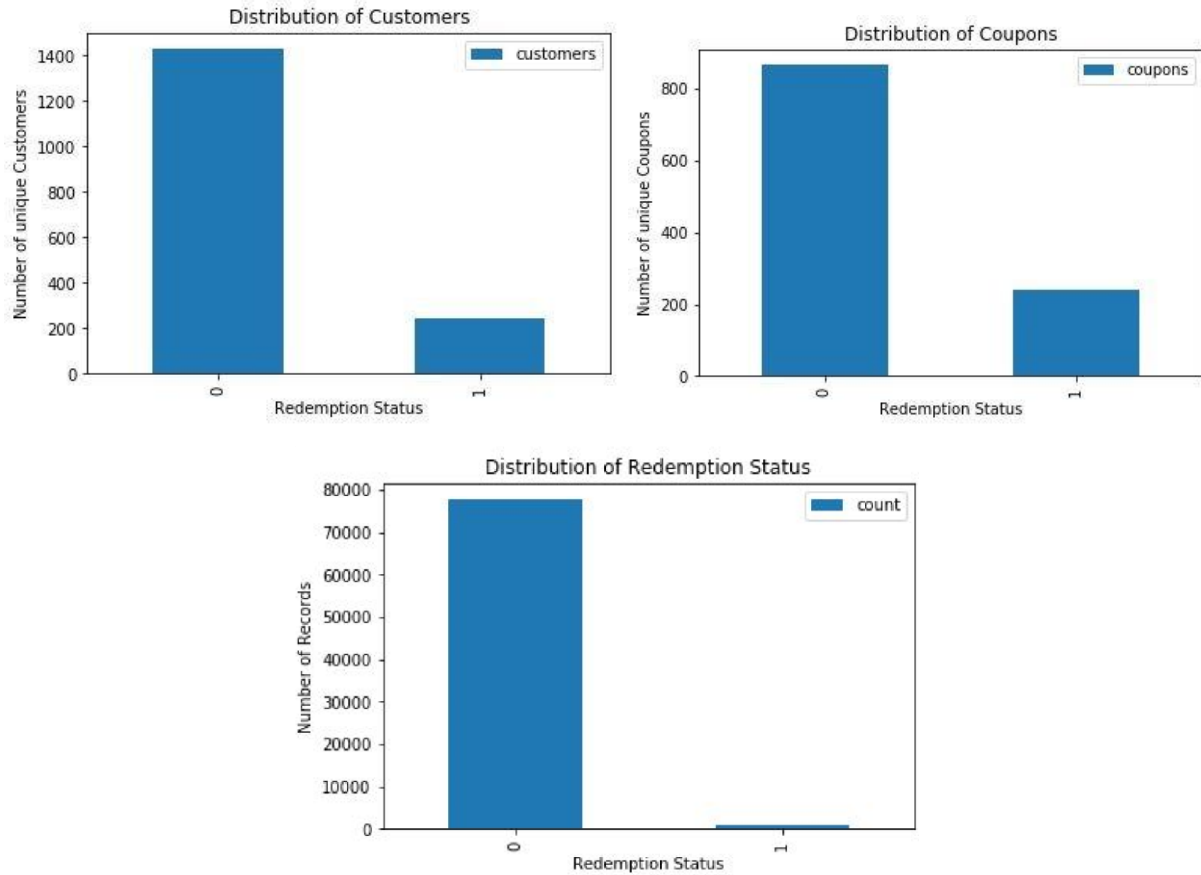 Distribution of Customers
customers
Number of unique Customers
1400
1200
1000
800
600
400
200
0
0
1
Redemption Status
Distribution of Coupons
coupons
Number of unique Coupons
800
600
400
200
0
0
1
Redemption Status
Distribution of Redemption Status
count
Number of Records
80000
70000
60000
50000
40000
30000
20000
10000
0
0
1
Redemption Status